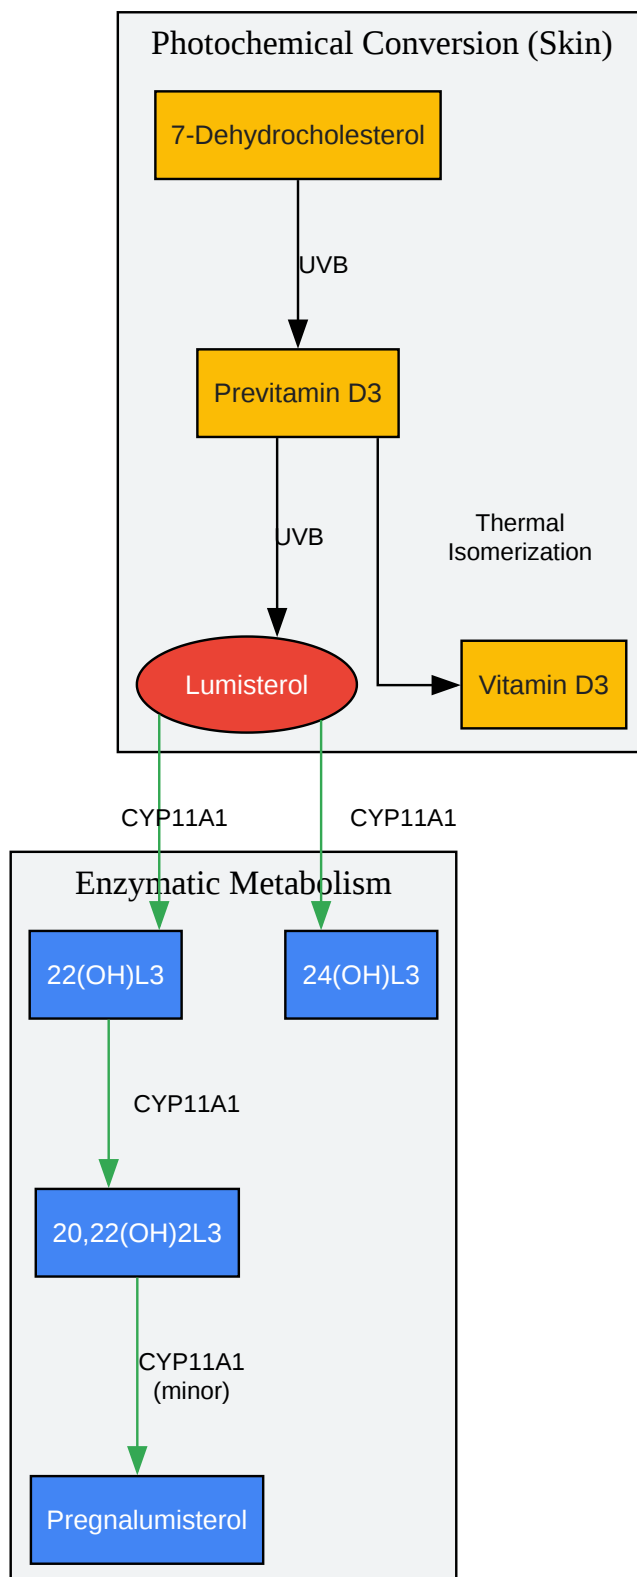 Photochemical Conversion (Skin)
7-Dehydrocholesterol
UVB
Previtamin D3
UVB
Thermal
Isomerization
Lumisterol
Vitamin D3
CYP11A1
CYP11A1
Enzymatic Metabolism
22(OH)L3
24(OH)L3
CYP11A1
20,22(OH)2L3
CYP11A1
(minor)
Pregnalumisterol